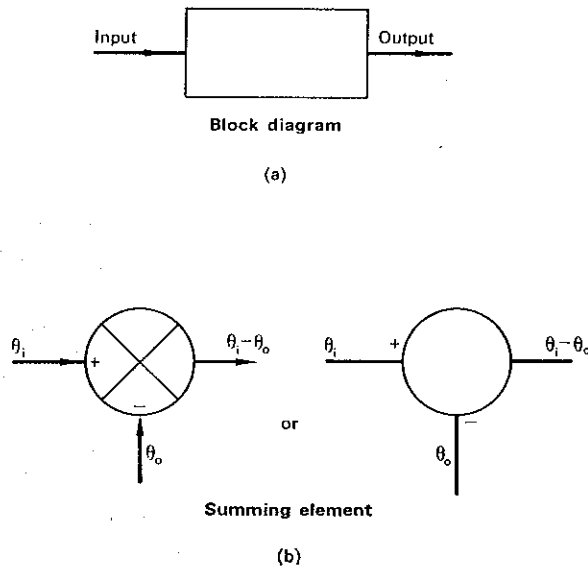 Input
Output
Block diagram
(a)
θi
+
−
θi−θo
θo
or
θi
+
−
θi−θo
θo
Summing element
(b)